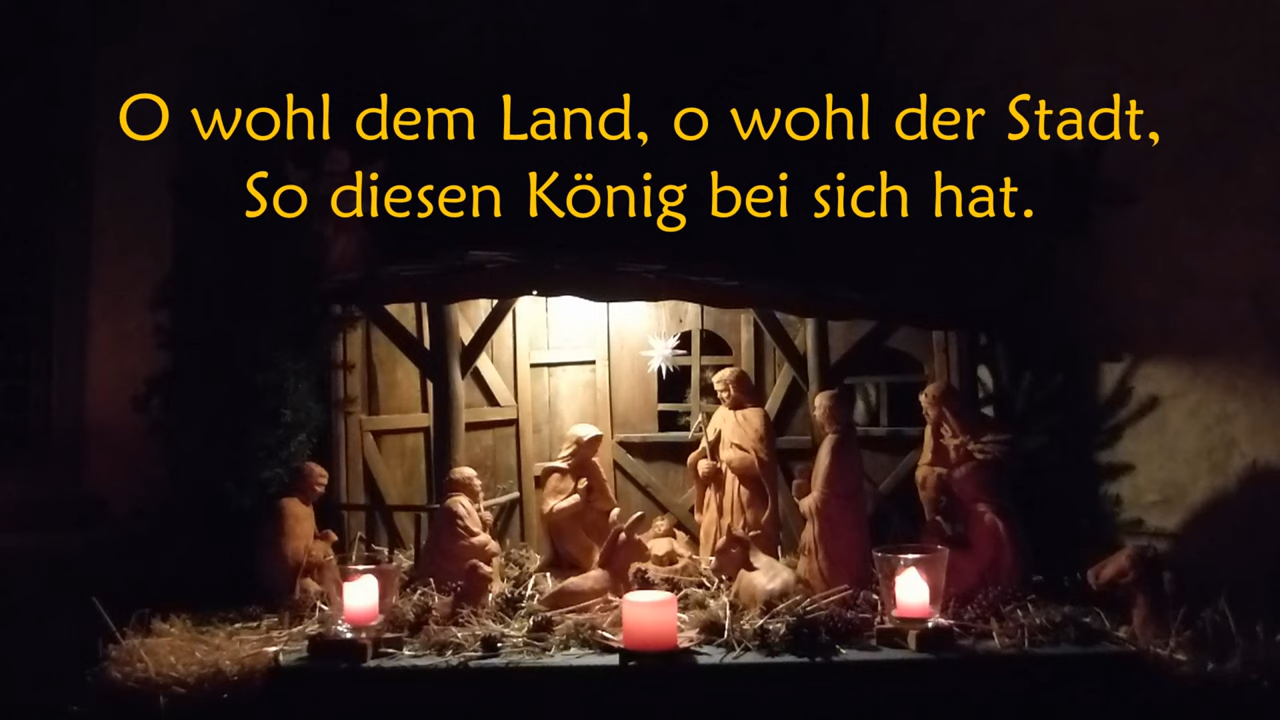 O wohl dem Land, o wohl der Stadt,
So diesen König bei sich hat.